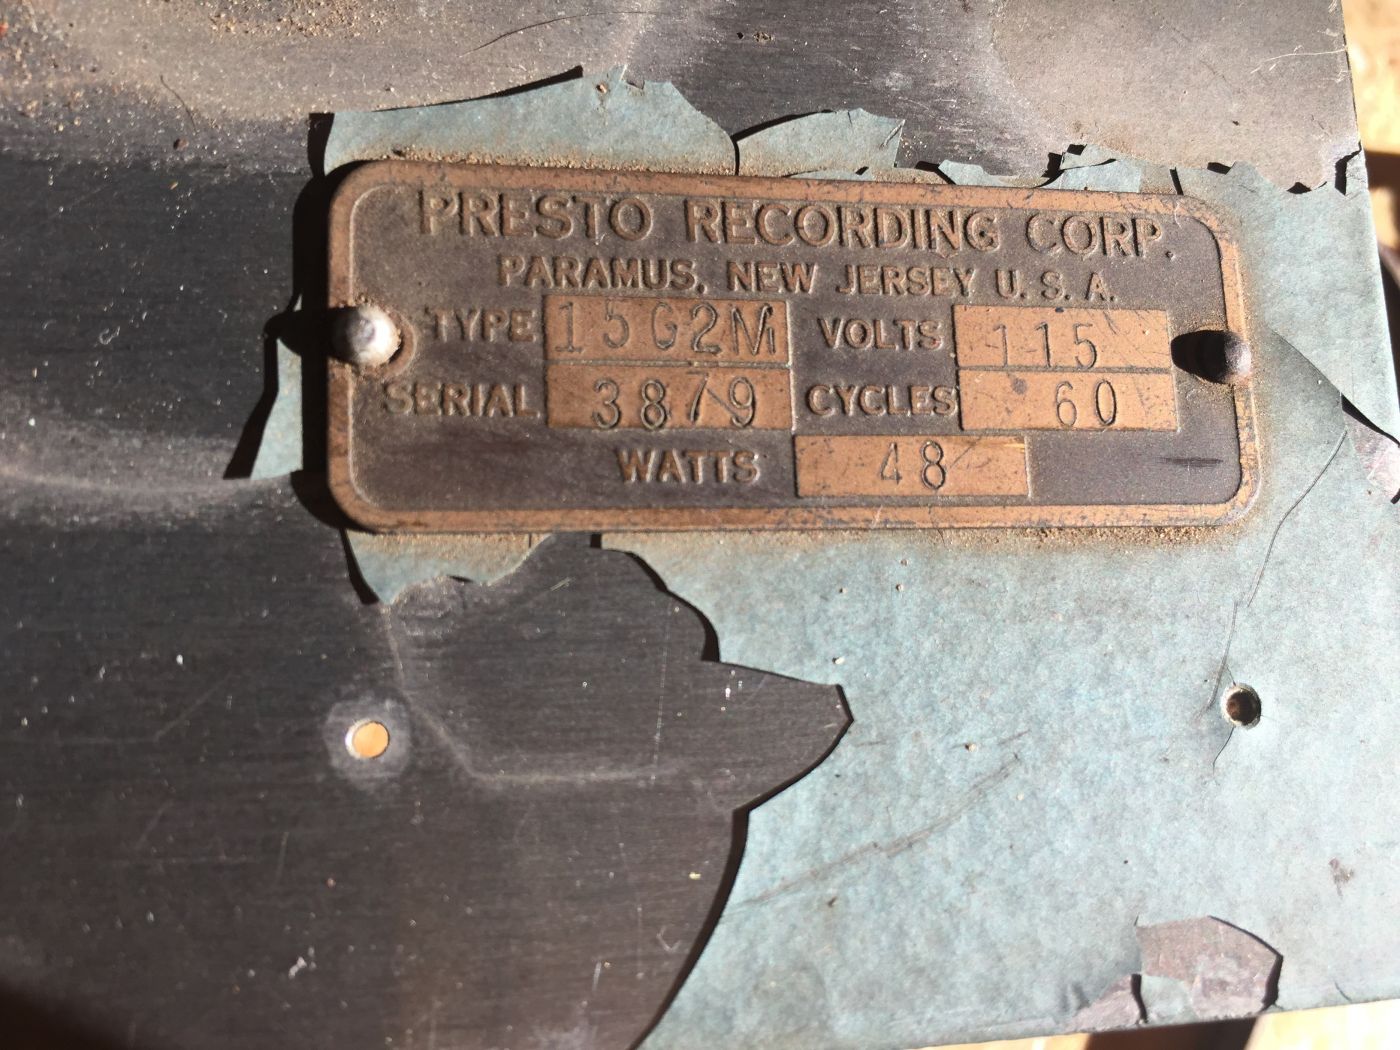 PRESTO RECORDING CORP.
PARAMUS, NEW JERSEY U. S. A.
TYPE 15G2M VOLTS 115
SERIAL 3879 CYCLES 60
WATTS 48